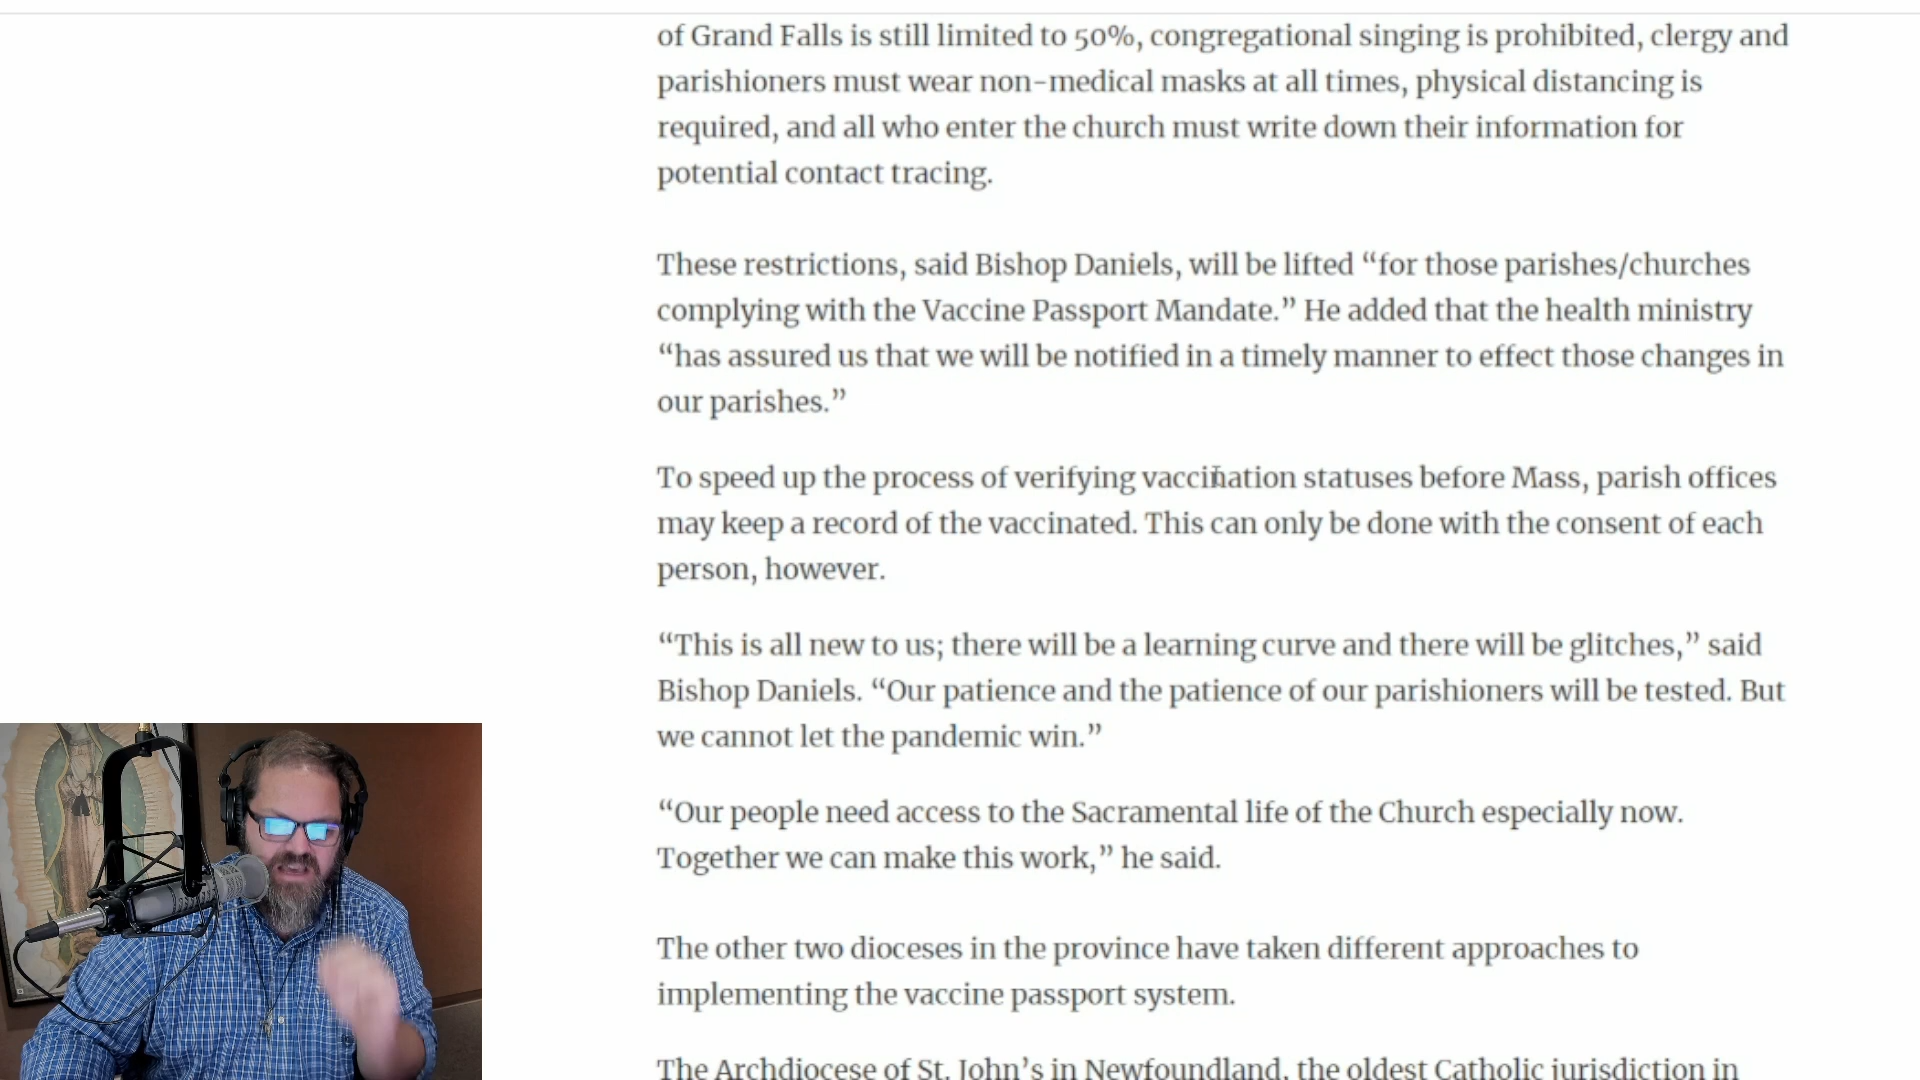 of Grand Falls is still limited to 50%, congregational singing is prohibited, clergy and
parishioners must wear non-medical masks at all times, physical distancing is
required, and all who enter the church must write down their information for
potential contact tracing.
These restrictions, said Bishop Daniels, will be lifted “for those parishes/churches
complying with the Vaccine Passport Mandate.” He added that the health ministry
“has assured us that we will be notified in a timely manner to effect those changes in
our parishes.”
To speed up the process of verifying vaccination statuses before Mass, parish offices
may keep a record of the vaccinated. This can only be done with the consent of each
person, however.
“This is all new to us; there will be a learning curve and there will be glitches,” said
Bishop Daniels. “Our patience and the patience of our parishioners will be tested. But
we cannot let the pandemic win.”
“Our people need access to the Sacramental life of the Church especially now.
Together we can make this work,” he said.
The other two dioceses in the province have taken different approaches to
implementing the vaccine passport system.
The Archdiocese of St. John’s in Newfoundland, the oldest Catholic jurisdiction in